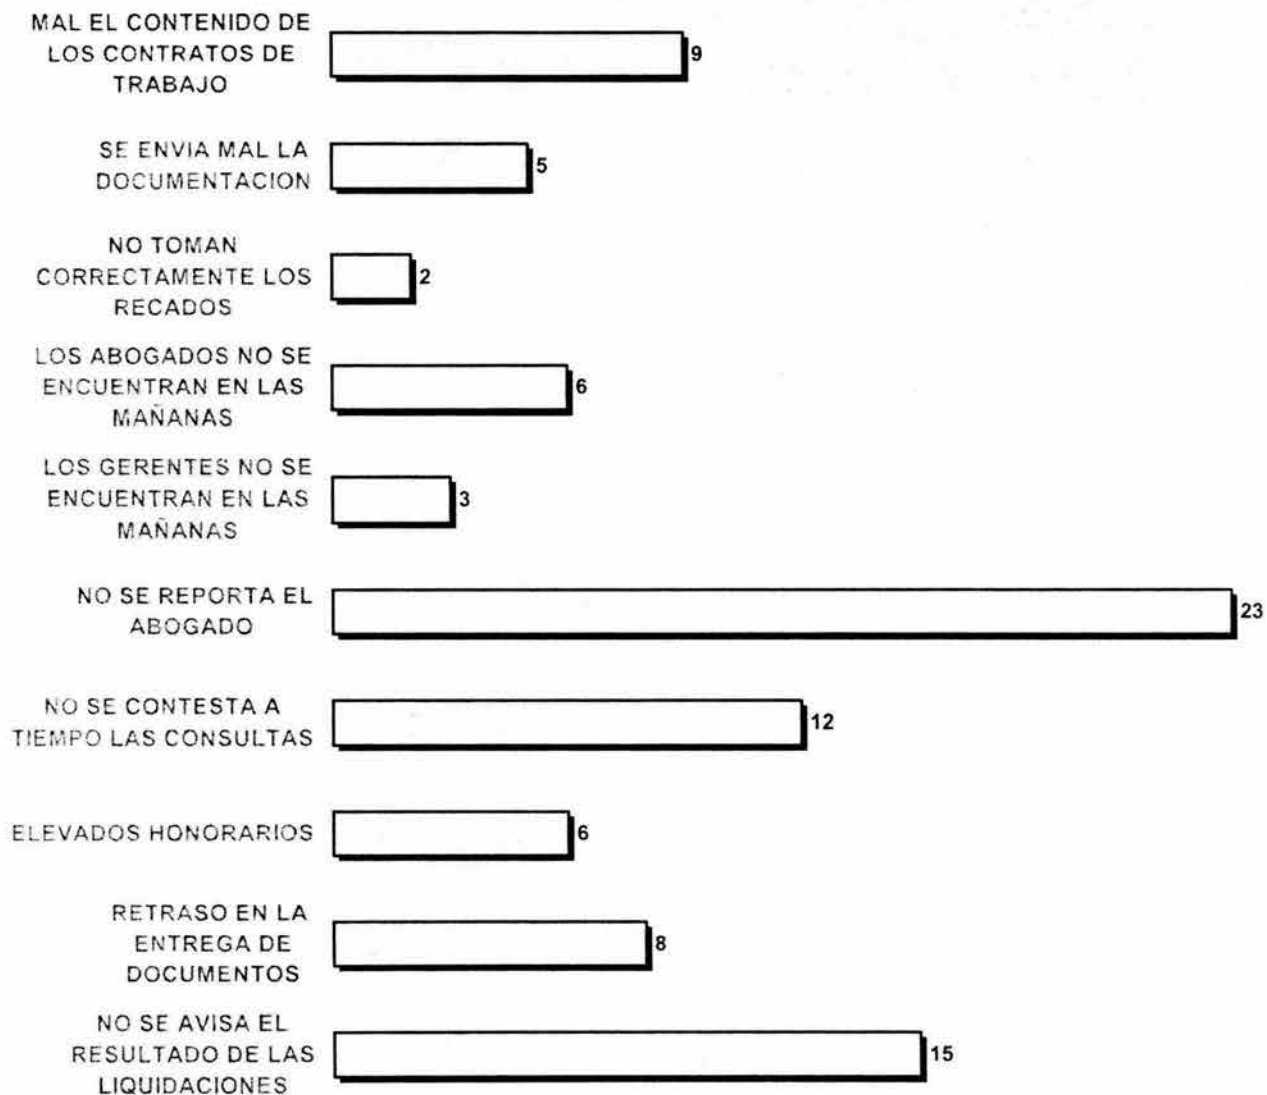 MAL EL CONTENIDO DE
LOS CONTRATOS DE
TRABAJO
9
SE ENVIA MAL LA
DOCUMENTACION
5
NO TOMAN
CORRECTAMENTE LOS
RECADOS
2
LOS ABOGADOS NO SE
ENCUENTRAN EN LAS
MAÑANAS
6
LOS GERENTES NO SE
ENCUENTRAN EN LAS
MAÑANAS
3
NO SE REPORTA EL
ABOGADO
23
NO SE CONTESTA A
TIEMPO LAS CONSULTAS
12
ELEVADOS HONORARIOS
6
RETRASO EN LA
ENTREGA DE
DOCUMENTOS
8
NO SE AVISA EL
RESULTADO DE LAS
LIQUIDACIONES
15